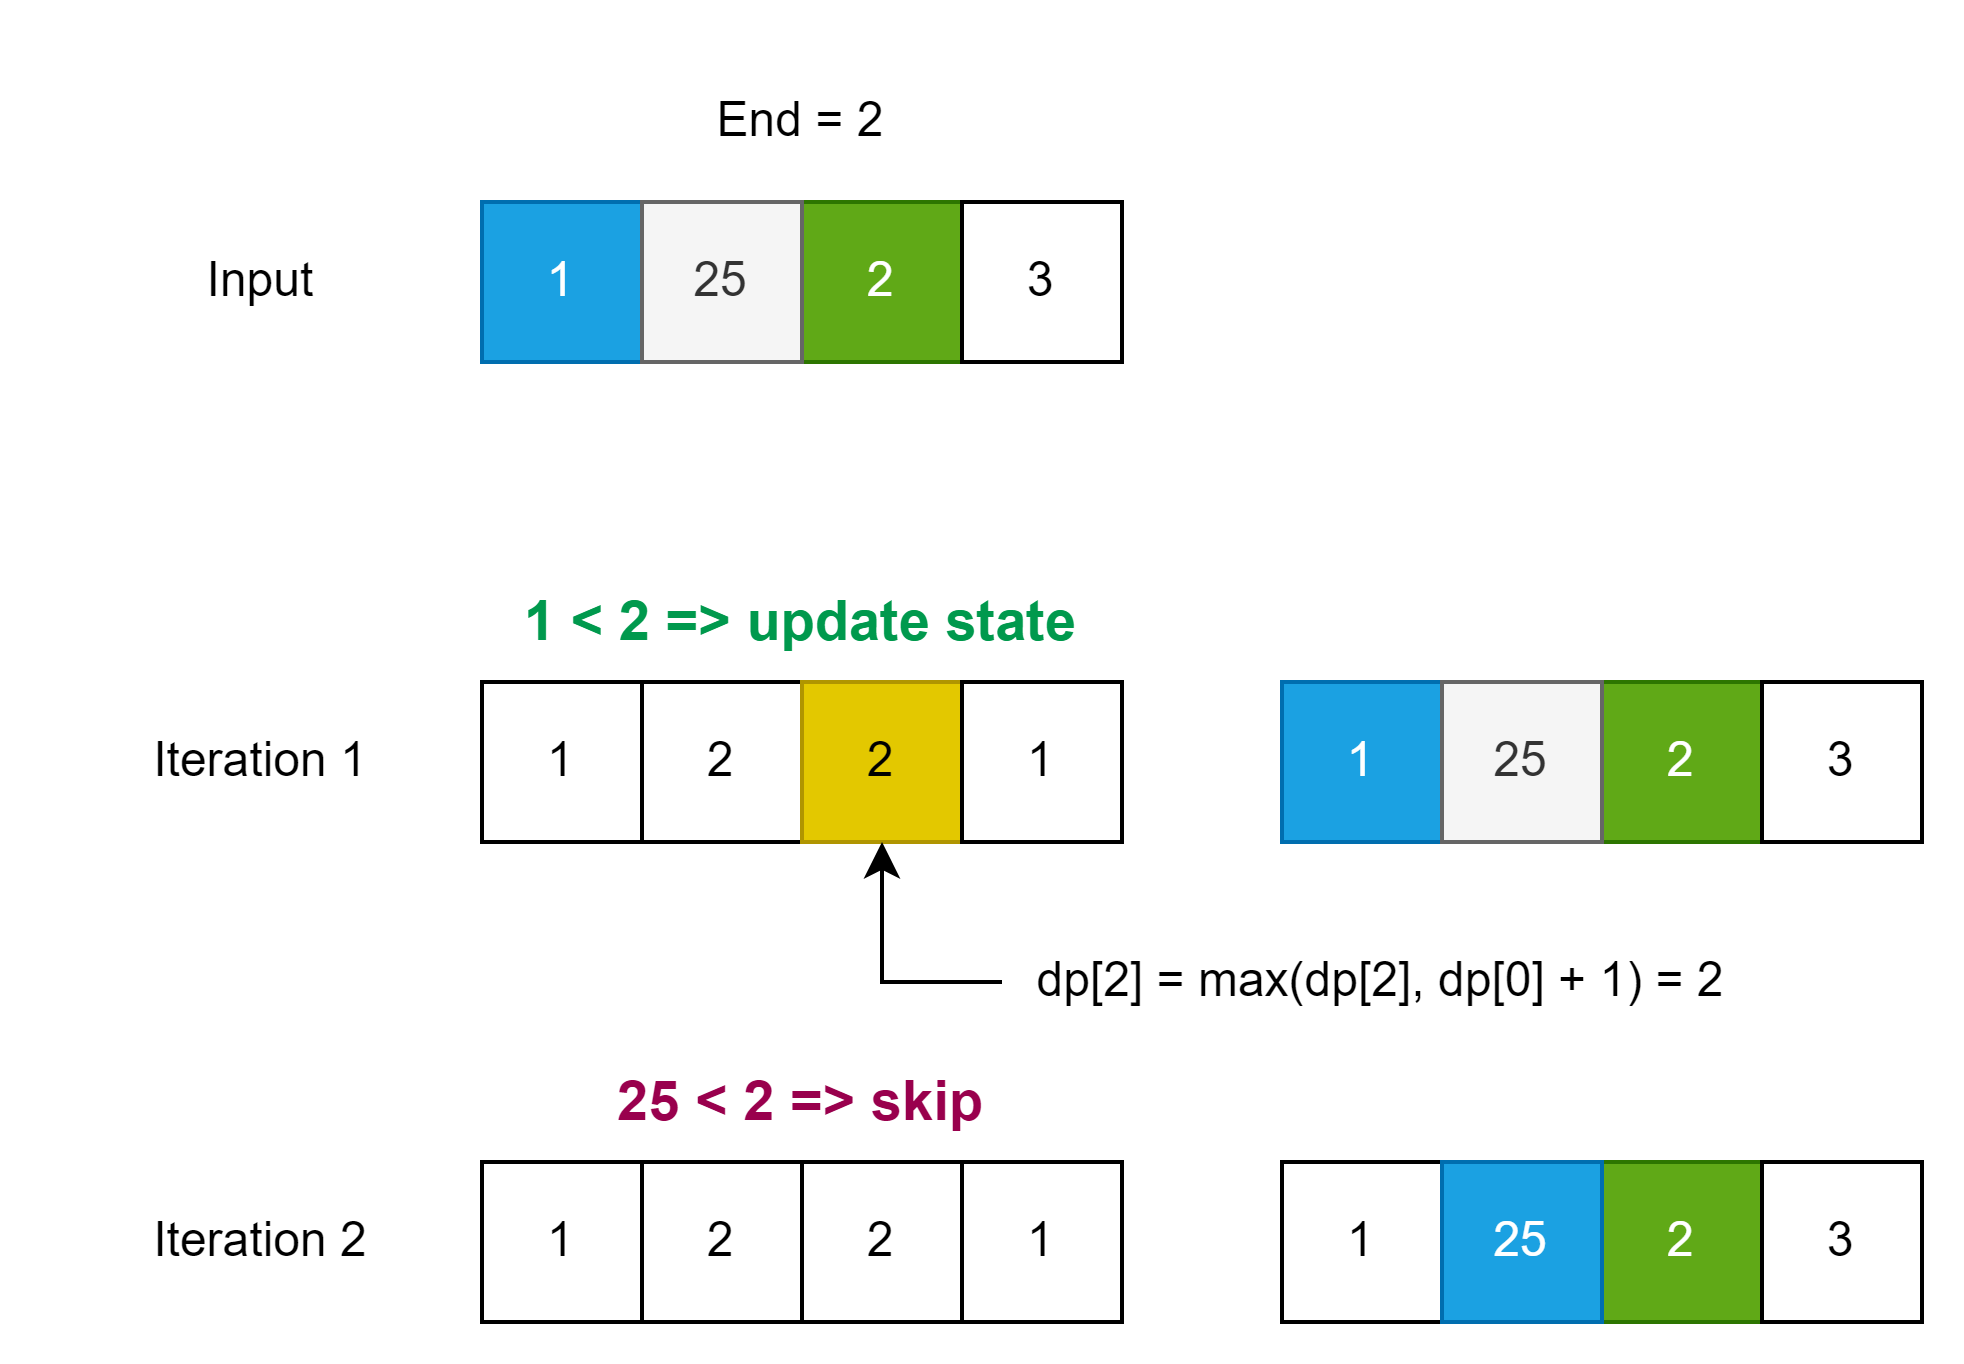 End = 2
Input 1 25 2 3
1 < 2 => update state
Iteration 1 1 2 2 1 1 25 2 3
dp[2] = max(dp[2], dp[0] + 1) = 2
25 < 2 => skip
Iteration 2 1 2 2 1 1 25 2 3